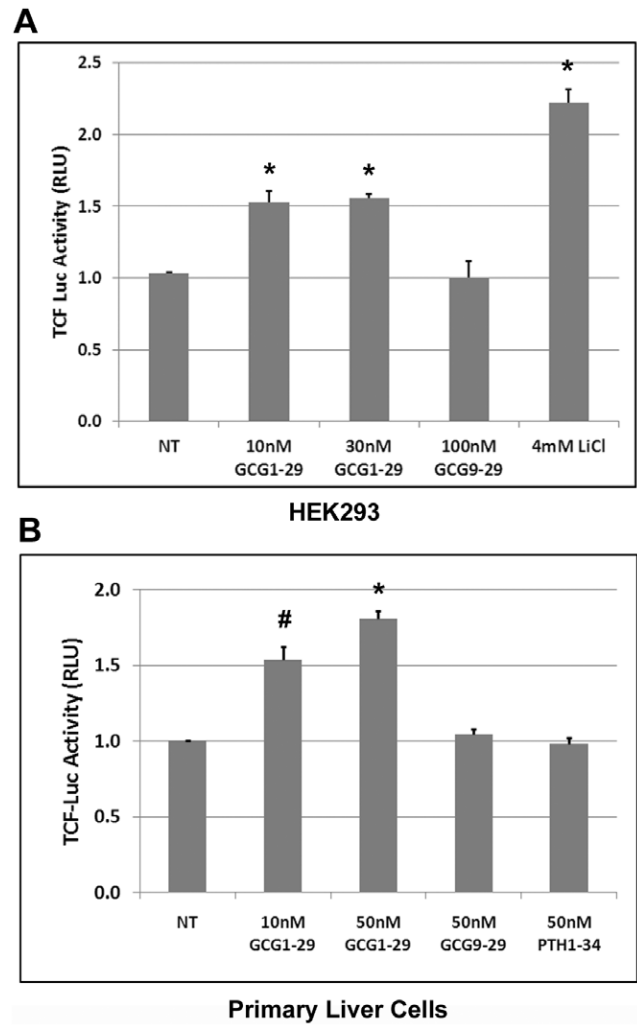 A
TCF Luc Activity (RLU)
2.5
2.0
1.5
1.0
0.5
0.0
*
*
*
NT
10nM GCG1-29
30nM GCG1-29
100nM GCG9-29
4mM LiCl
HEK293
B
TCF-Luc Activity (RLU)
2.0
1.5
1.0
0.5
0.0
#
*
NT
10nM GCG1-29
50nM GCG1-29
50nM GCG9-29
50nM PTH1-34
Primary Liver Cells